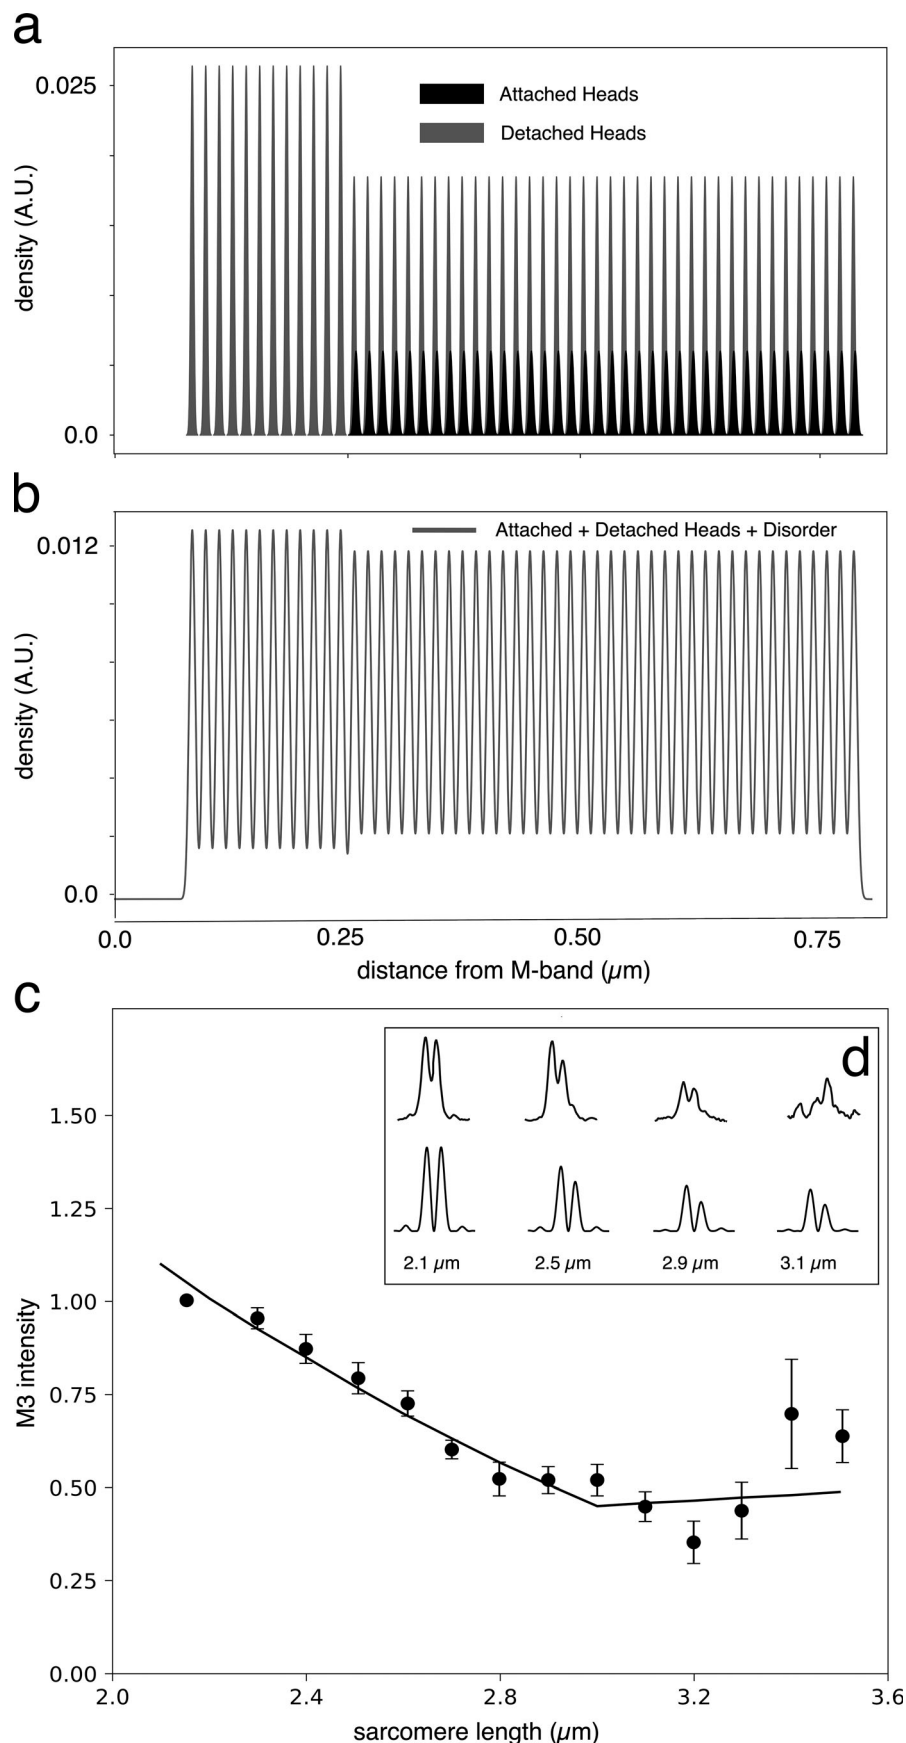 a
0.025
Attached Heads
Detached Heads
density (A.U.)
0.0
b
0.012
Attached + Detached Heads + Disorder
density (A.U.)
0.0
0.0 0.25 0.50 0.75
distance from M-band (µm)
c
d
2.1 µm 2.5 µm 2.9 µm 3.1 µm
1.50
1.25
1.00
0.75
0.50
0.25
0.00
M3 intensity
2.0 2.4 2.8 3.2 3.6
sarcomere length (µm)